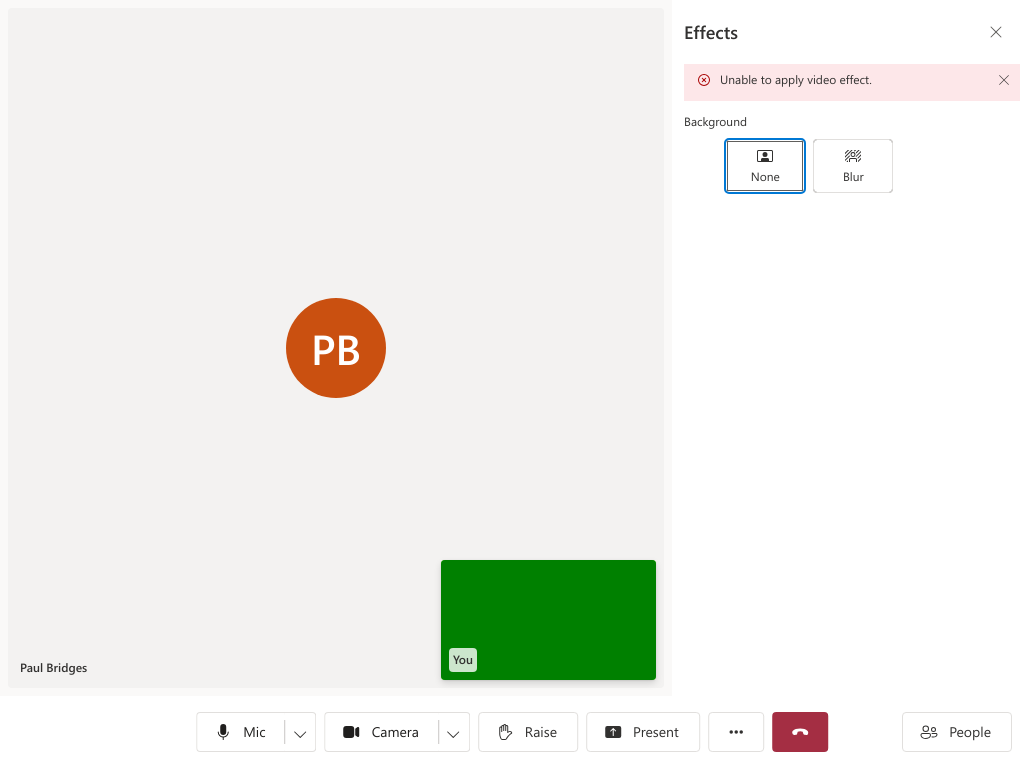 Effects
Unable to apply video effect.
Background
None
Blur
PB
You
Paul Bridges
Mic
Camera
Raise
Present
People